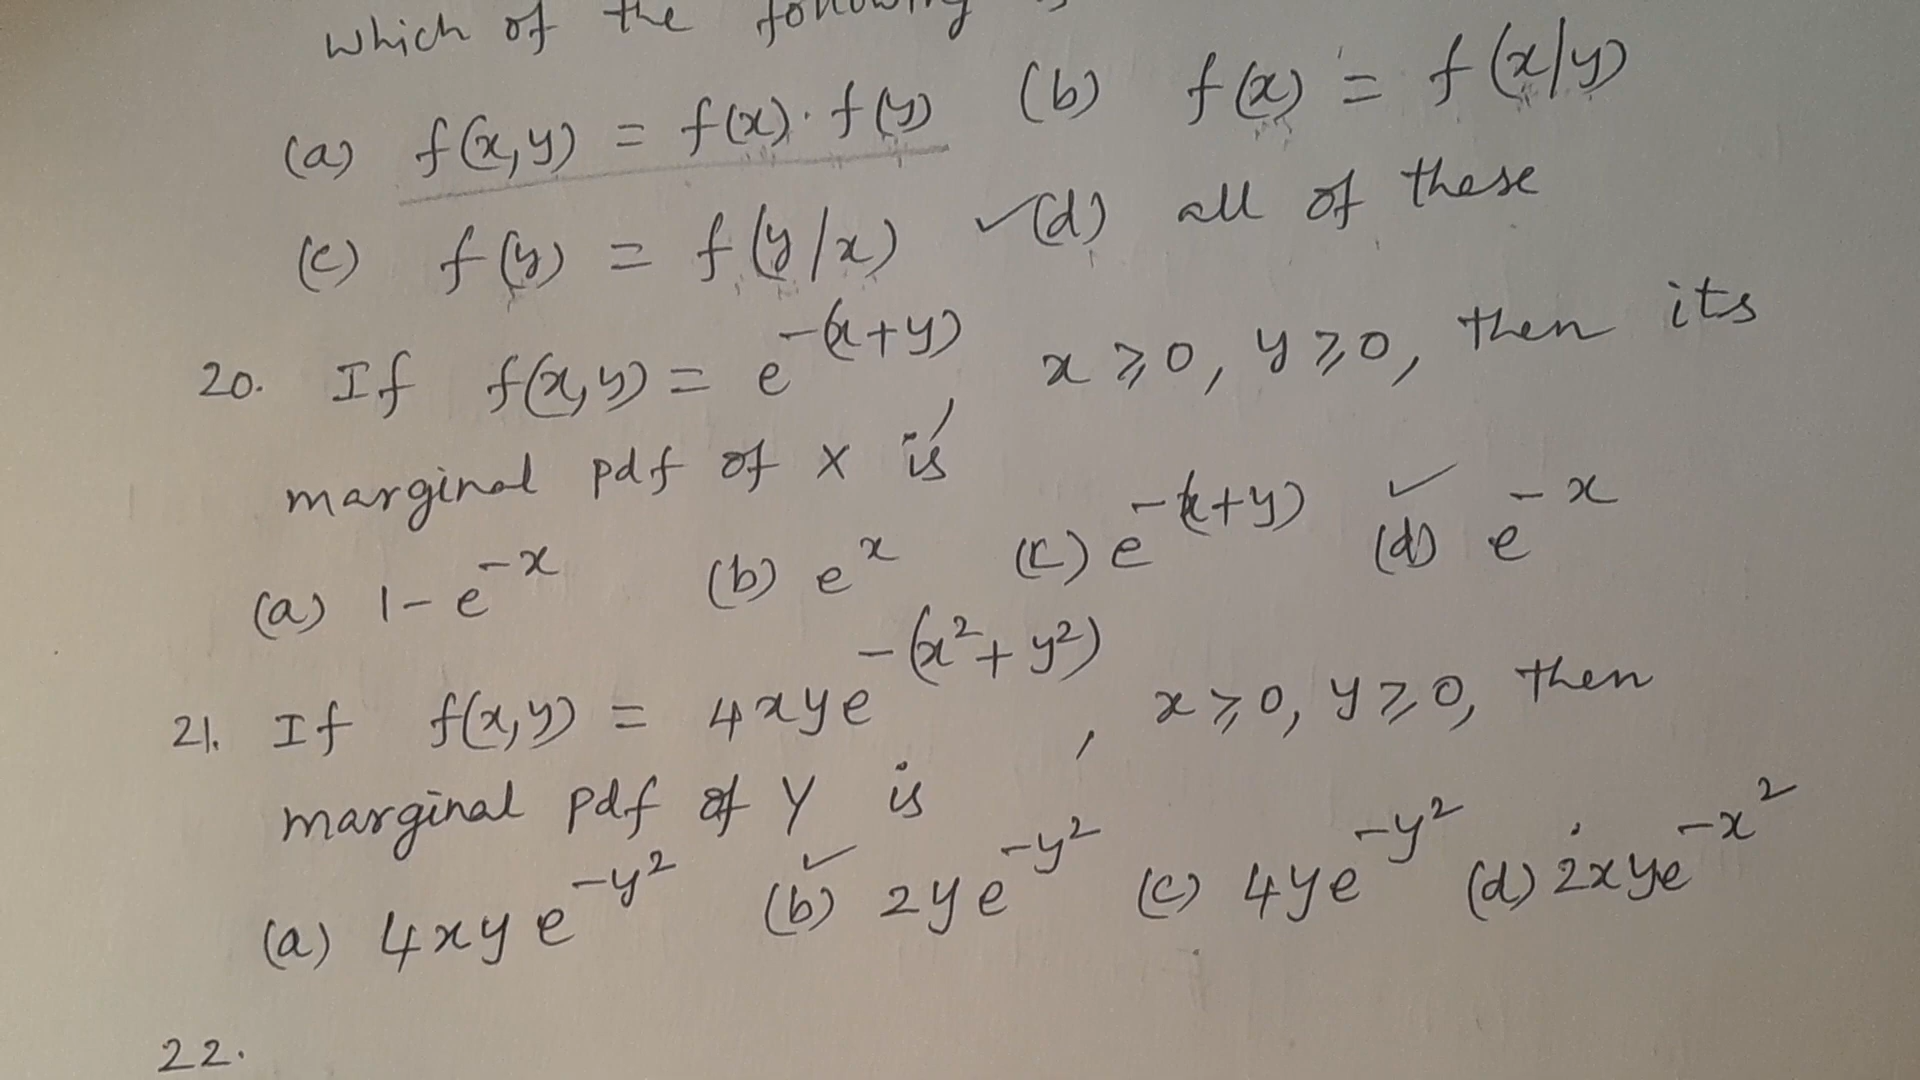 which of the following
(a) f(x,y) = f(x)·f(y) (b) f(x) = f(x/y)
(c) f(y) = f(y/x) ✓(d) all of these
20. If f(x,y) = e^-(x+y), x ≥ 0, y ≥ 0, then its
marginal pdf of X is
(a) 1-e^-x (b) e^x (c) e^-(x+y) ✓(d) e^-x
21. If f(x,y) = 4xye^-(x²+y²), x ≥ 0, y ≥ 0, then
marginal pdf of Y is
(a) 4xye^-y² ✓(b) 2ye^-y² (c) 4ye^-y² (d) 2xye^-x²
22.